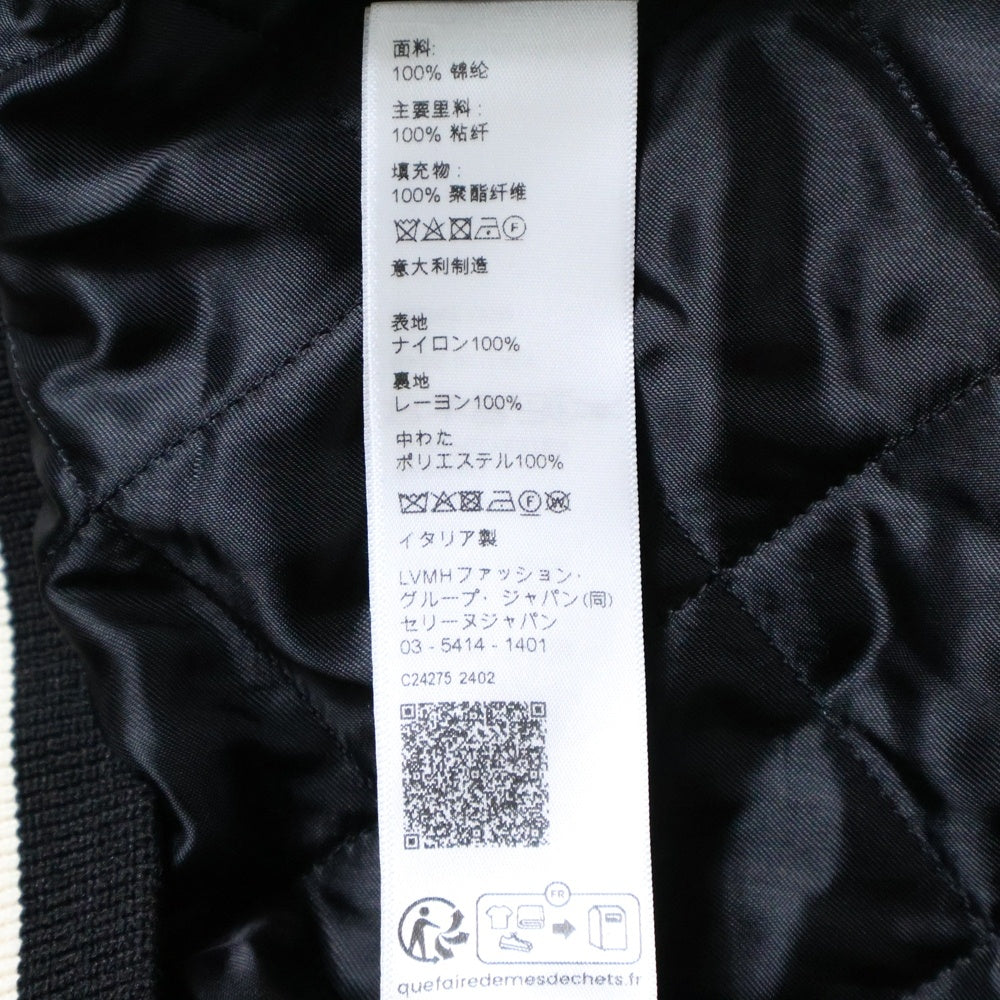 面料:
100% 锦纶
主要里料:
100% 粘纤
填充物:
100% 聚酯纤维
F
意大利制造
表地
ナイロン100%
裏地
レーヨン100%
中わた
ポリエステル100%
F W
イタリア製
LVMHファッション・
グループ・ジャパン(同)
セリーヌジャパン
03 - 5414 - 1401
C24275 2402
FR
quefairedemesdechets.fr